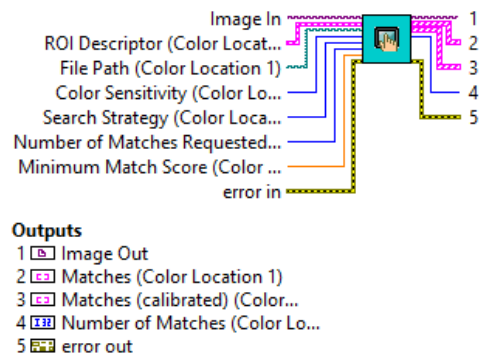 Image In
ROI Descriptor (Color Locat...
File Path (Color Location 1)
Color Sensitivity (Color Lo...
Search Strategy (Color Loca...
Number of Matches Requested...
Minimum Match Score (Color ...
error in
1
2
3
4
5
Outputs
1 Image Out
2 Matches (Color Location 1)
3 Matches (calibrated) (Color...
4 I32 Number of Matches (Color Lo...
5 error out